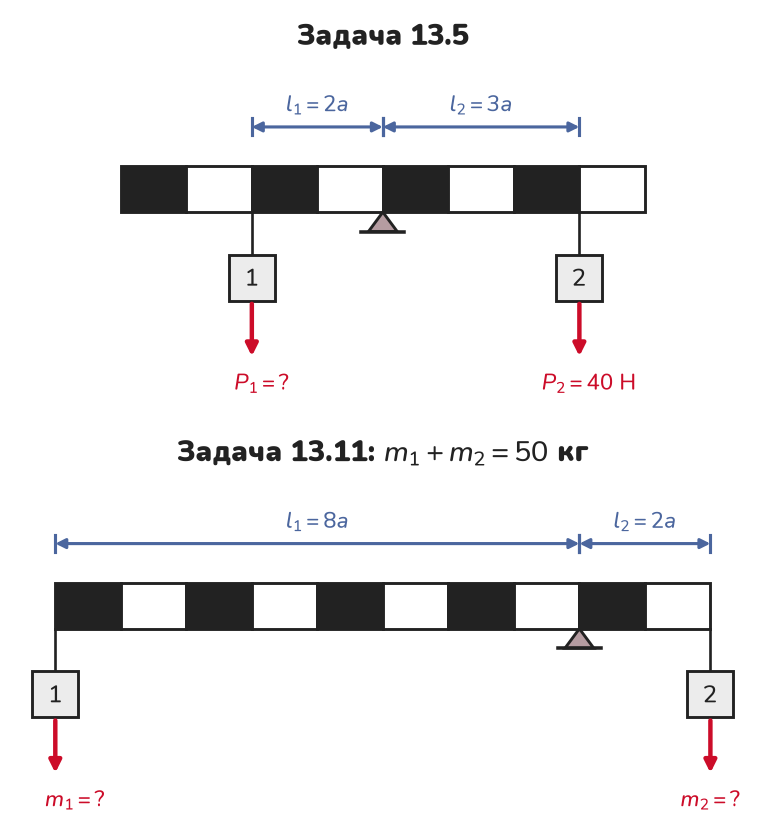 Задача 13.5
l₁ = 2a
l₂ = 3a
1
2
P₁ = ?
P₂ = 40 Н
Задача 13.11: m₁ + m₂ = 50 кг
l₁ = 8a
l₂ = 2a
1
2
m₁ = ?
m₂ = ?